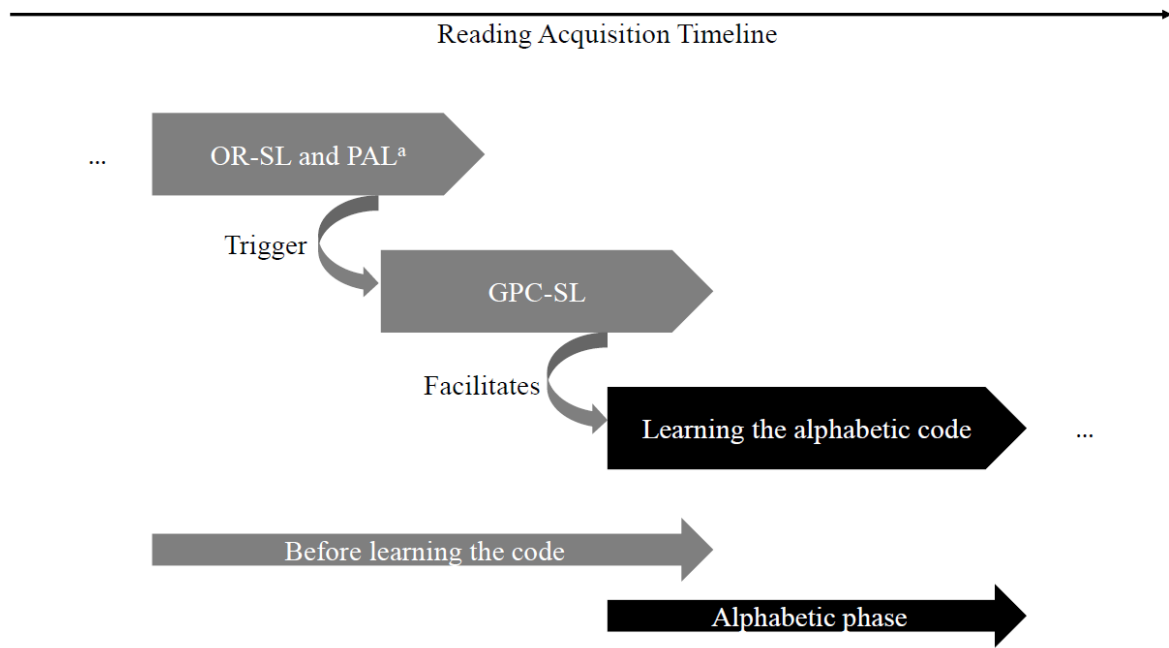 Reading Acquisition Timeline
...
OR-SL and PALᵃ
Trigger
GPC-SL
Facilitates
Learning the alphabetic code
...
Before learning the code
Alphabetic phase